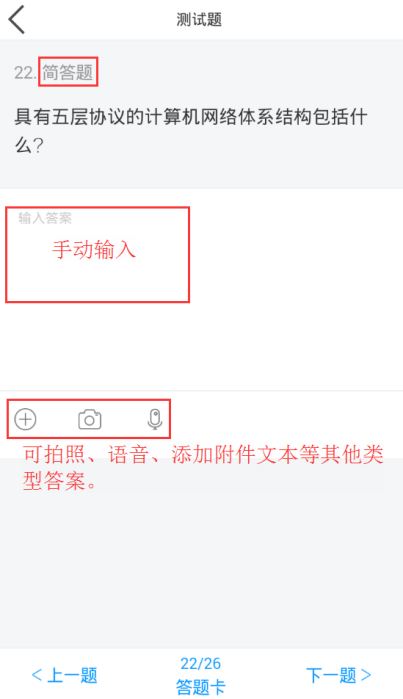 测试题
22.简答题
具有五层协议的计算机网络体系结构包括什
么?
输入答案
手动输入
可拍照、语音、添加附件文本等其他类
型答案。
22/26
<上一题
答题卡
下一题>